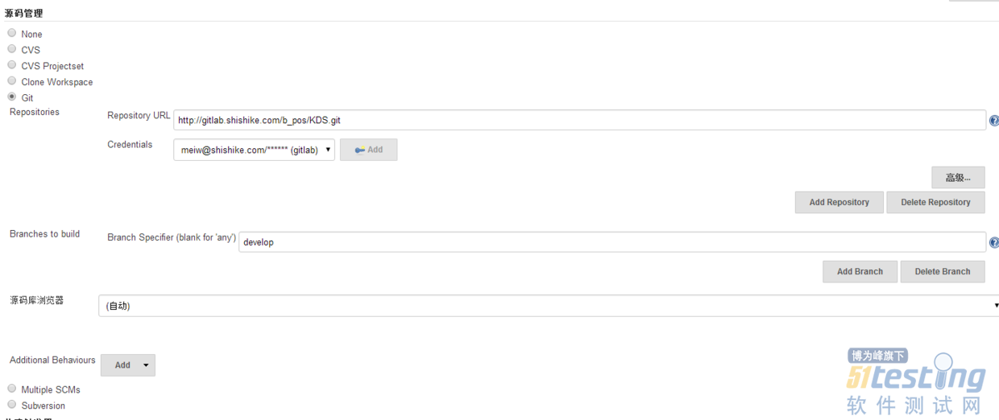 源码管理
None
CVS
CVS Projectset
Clone Workspace
Git
Repositories
Repository URL http://gitlab.shishike.com/b_pos/KDS.git
Credentials meiw@shishike.com/****** (gitlab) Add
高级...
Add Repository Delete Repository
Branches to build Branch Specifier (blank for 'any') develop
Add Branch Delete Branch
源码库浏览器 (自动)
Additional Behaviours Add
Multiple SCMs
Subversion
博为峰旗下
51testing
软件测试网